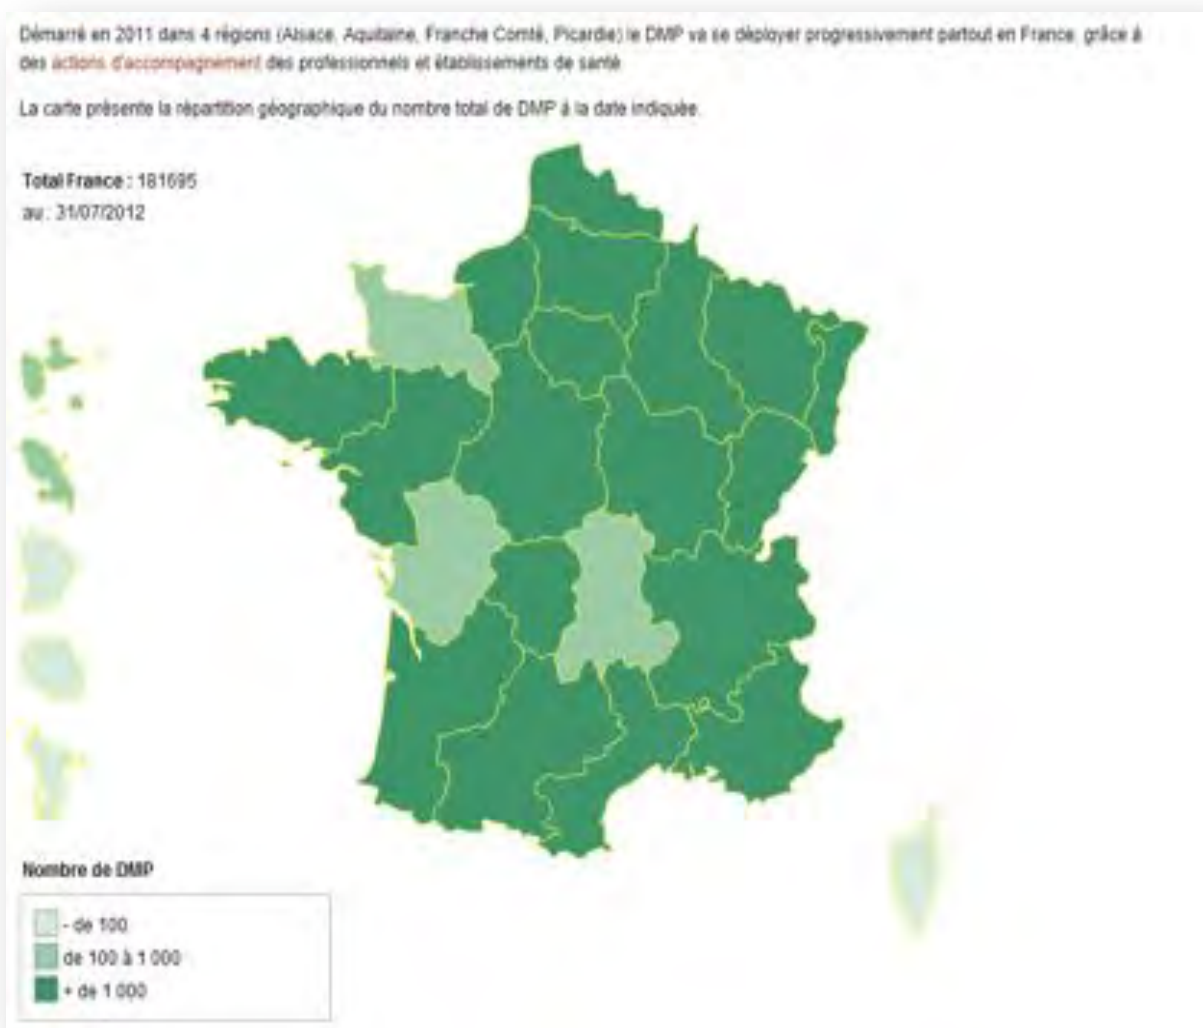 Démarré en 2011 dans 4 régions (Alsace, Aquitaine, Franche Comté, Picardie) le DMP va se déployer progressivement partout en France, grâce à
des actions d'accompagnement des professionnels et établissements de santé
La carte présente la répartition géographique du nombre total de DMP à la date indiquée.
Total France : 181695
au : 31/07/2012
Nombre de DMP
- de 100
de 100 à 1 000
+ de 1 000